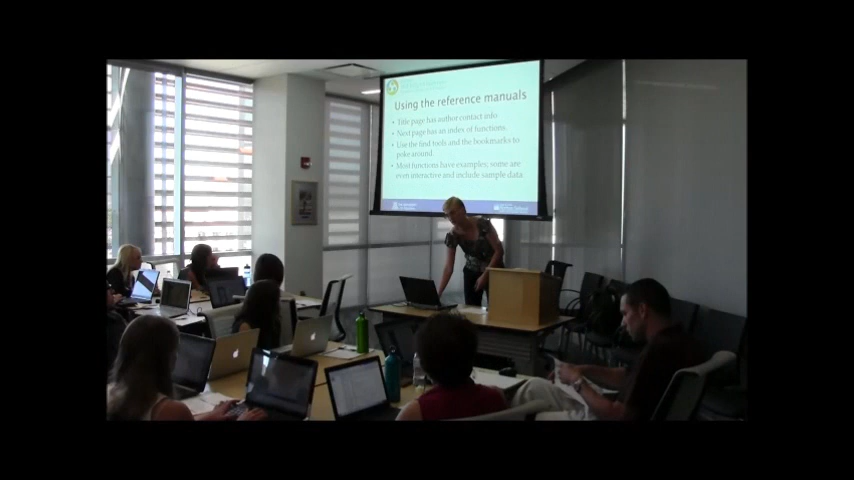 Using the reference manuals
• Title page has author contact info
• Next page has an index of functions
• Use the find tools and the bookmarks to
poke around
• Most functions have examples; some are
even interactive and include sample data